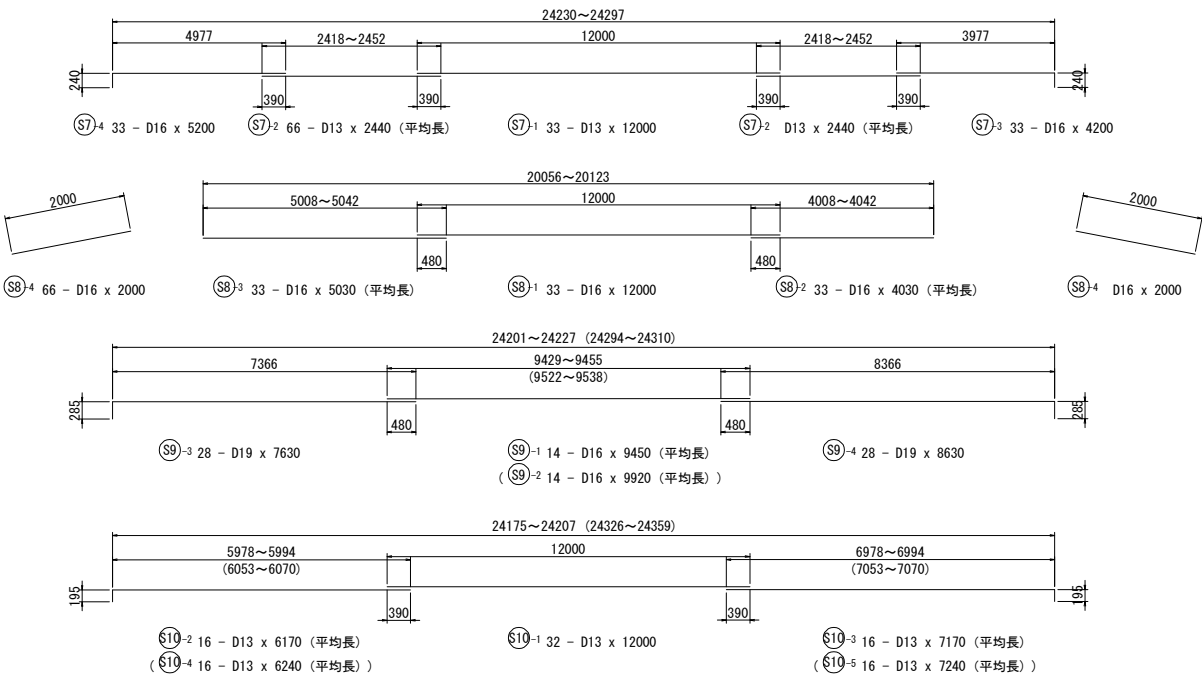 24230～24297
4977
2418～2452
12000
2418～2452
3977
240
390
390
390
390
240
S7-4 33 - D16 x 5200
S7-2 66 - D13 x 2440 (平均長)
S7-1 33 - D13 x 12000
S7-2 D13 x 2440 (平均長)
S7-3 33 - D16 x 4200
2000
20056～20123
5008～5042
12000
4008～4042
2000
480
480
S8-4 66 - D16 x 2000
S8-3 33 - D16 x 5030 (平均長)
S8-1 33 - D16 x 12000
S8-2 33 - D16 x 4030 (平均長)
S8-4 D16 x 2000
24201～24227 (24294～24310)
7366
9429～9455
(9522～9538)
8366
285
480
480
285
S9-3 28 - D19 x 7630
S9-1 14 - D16 x 9450 (平均長)
( S9-2 14 - D16 x 9920 (平均長) )
S9-4 28 - D19 x 8630
24175～24207 (24326～24359)
5978～5994
(6053～6070)
12000
6978～6994
(7053～7070)
195
390
390
195
S10-2 16 - D13 x 6170 (平均長)
( S10-4 16 - D13 x 6240 (平均長) )
S10-1 32 - D13 x 12000
S10-3 16 - D13 x 7170 (平均長)
( S10-5 16 - D13 x 7240 (平均長) )